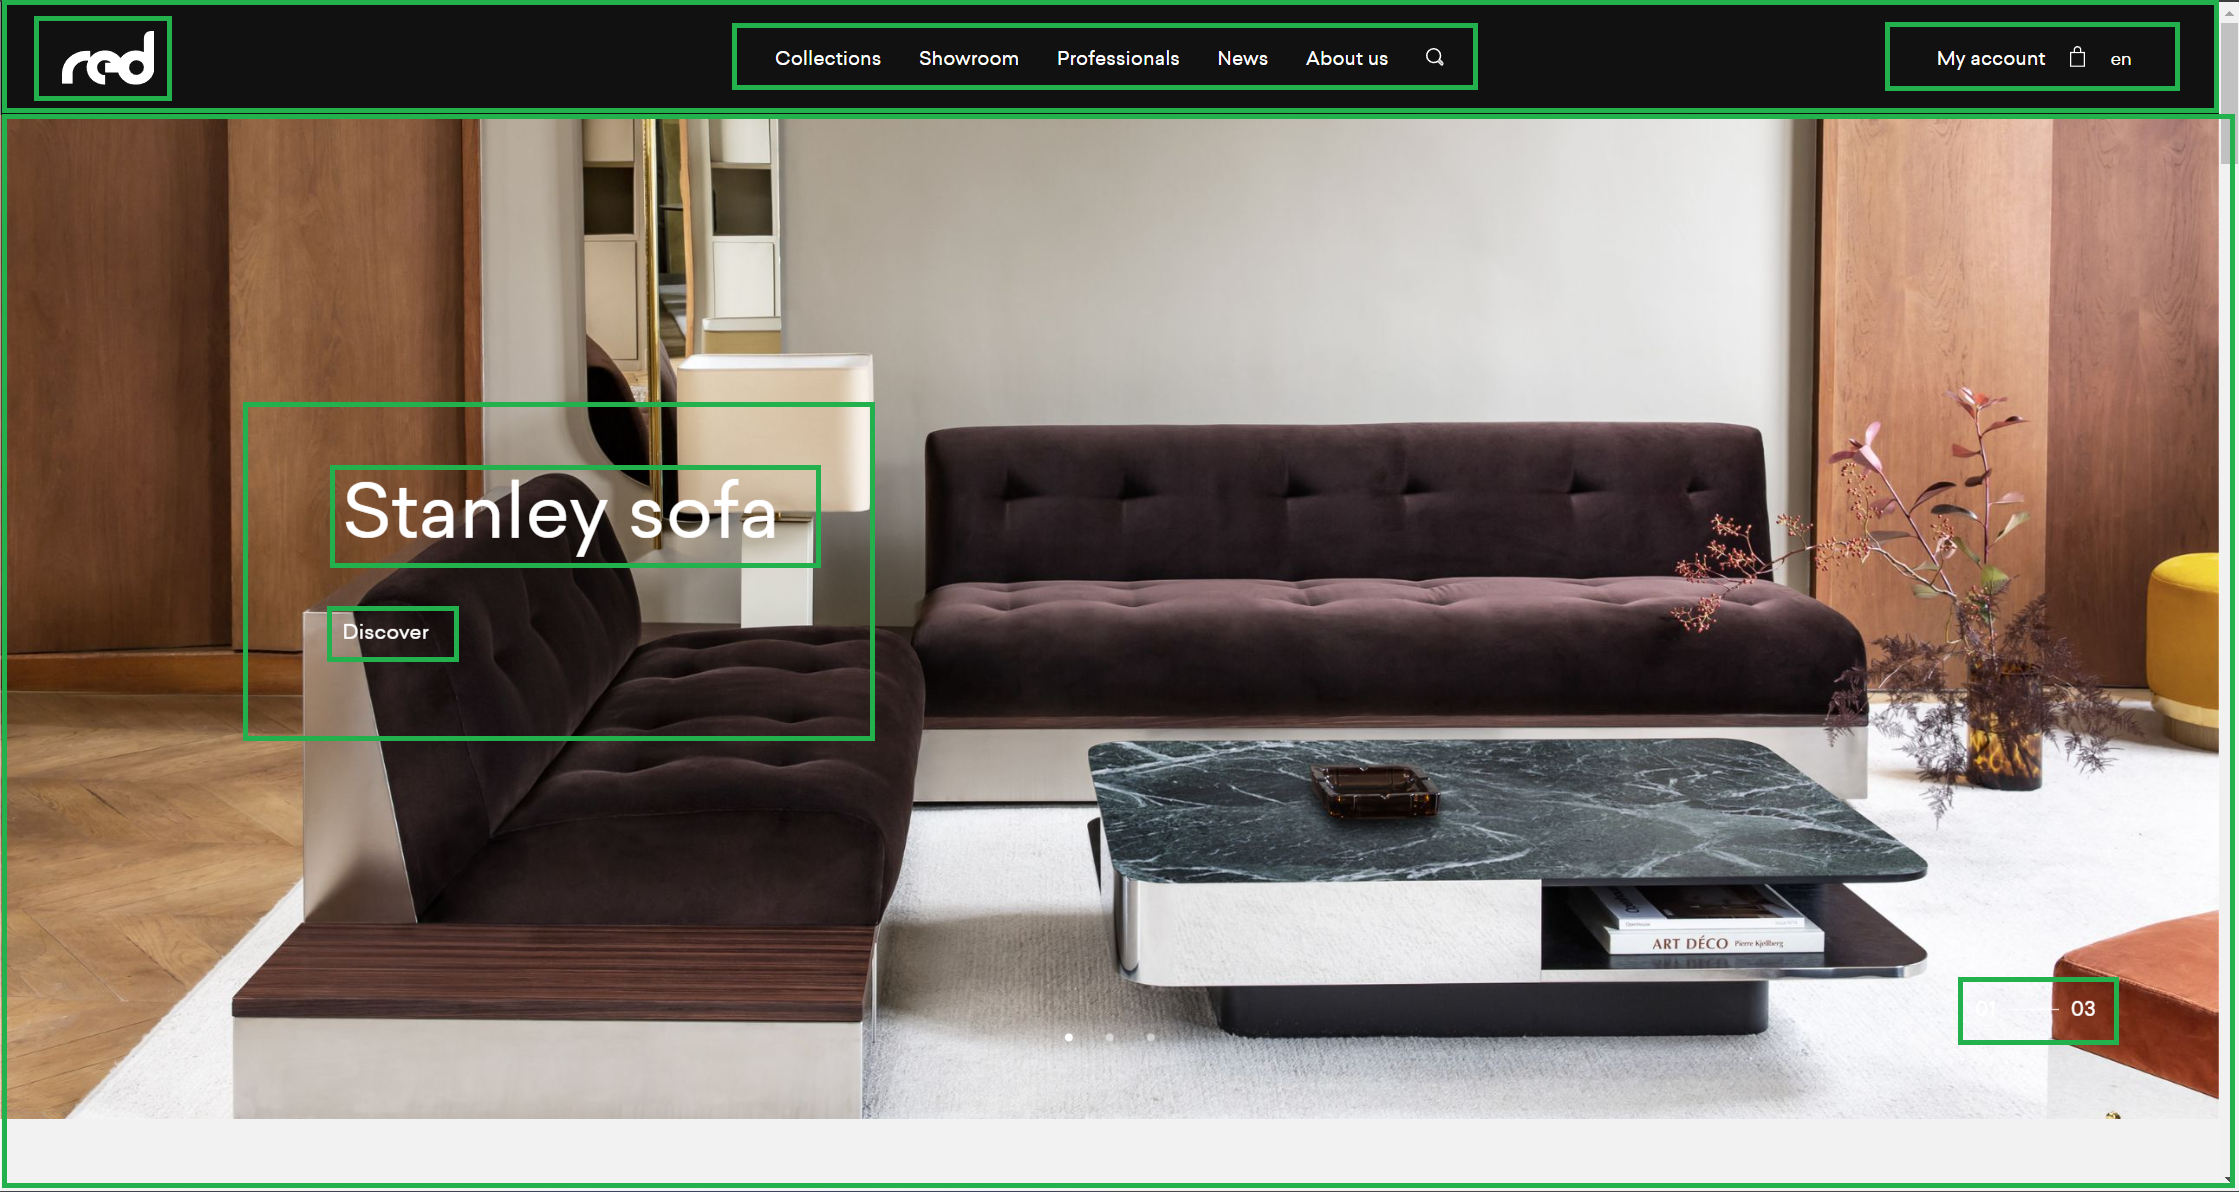 red
Collections Showroom Professionals News About us
My account en
Stanley sofa
Discover
01 03
ART DÉCO Pierre Kjellberg